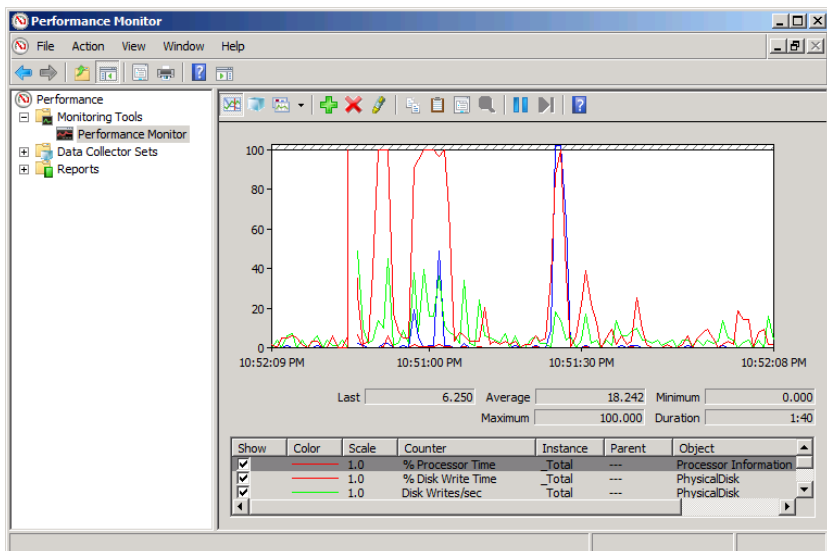 Performance Monitor
File Action View Window Help
Performance
Monitoring Tools
Performance Monitor
Data Collector Sets
Reports
100
80
60
40
20
0
10:52:09 PM 10:51:00 PM 10:51:30 PM 10:52:08 PM
Last 6.250 Average 18.242 Minimum 0.000
Maximum 100.000 Duration 1:40
Show Color Scale Counter Instance Parent Object
1.0 % Processor Time _Total --- Processor Information
1.0 % Disk Write Time _Total --- PhysicalDisk
1.0 Disk Writes/sec _Total --- PhysicalDisk